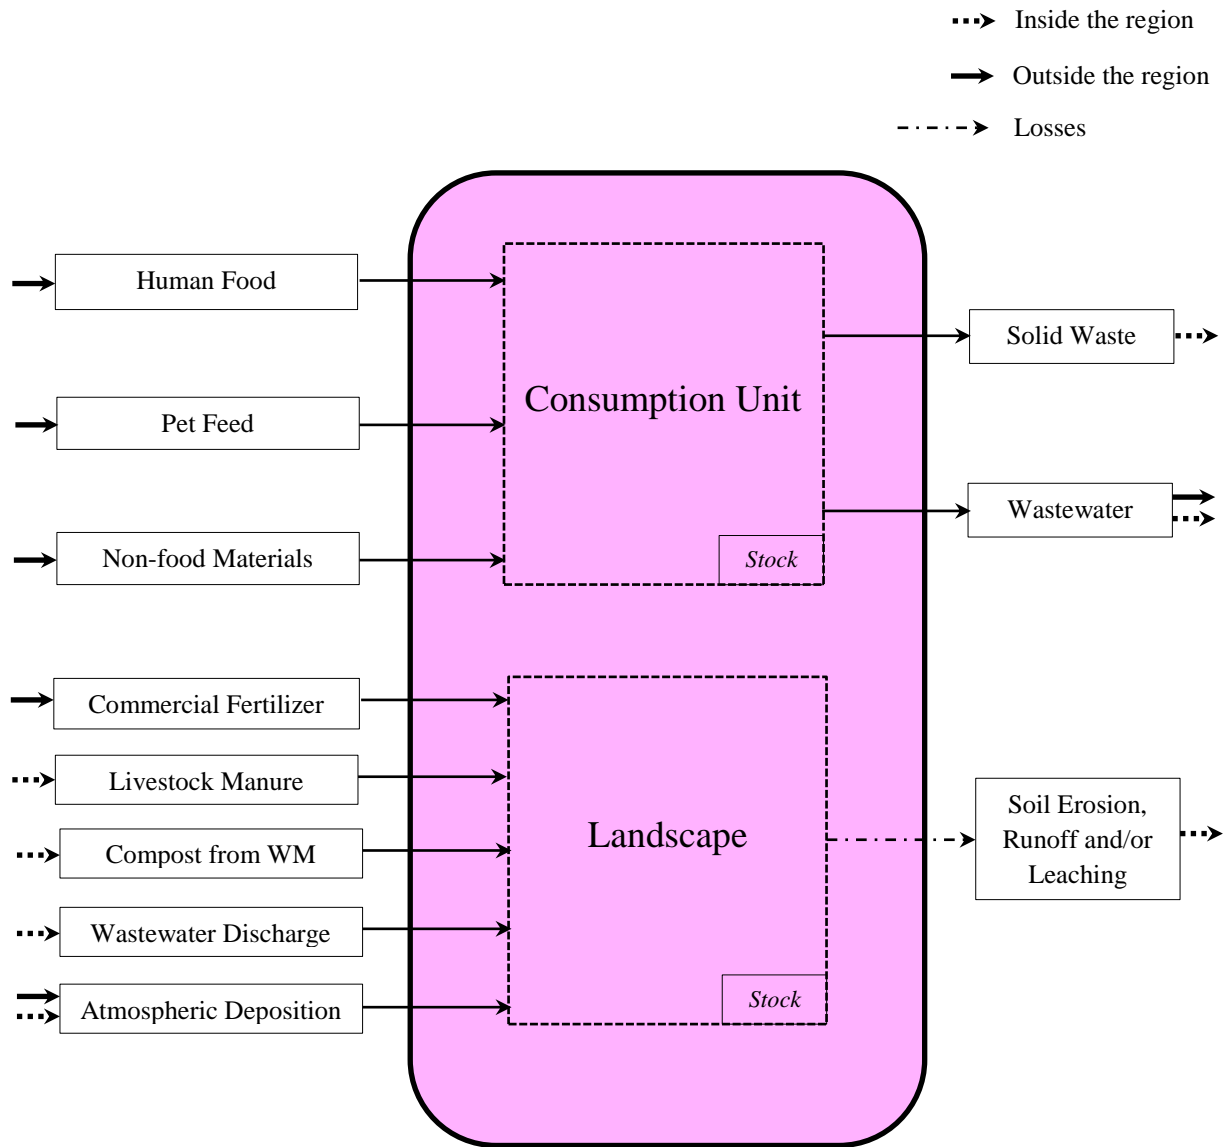 Inside the region
Outside the region
Losses
Human Food
Pet Feed
Non-food Materials
Consumption Unit
Stock
Solid Waste
Wastewater
Commercial Fertilizer
Livestock Manure
Compost from WM
Wastewater Discharge
Atmospheric Deposition
Landscape
Stock
Soil Erosion,
Runoff and/or
Leaching